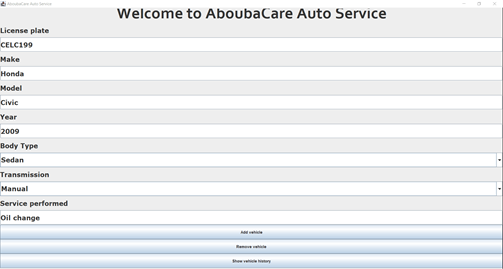 AboubaCare Auto Service
Welcome to AboubaCare Auto Service
License plate
CELC199
Make
Honda
Model
Civic
Year
2009
Body Type
Sedan
Transmission
Manual
Service performed
Oil change
Add vehicle
Remove vehicle
Show vehicle history